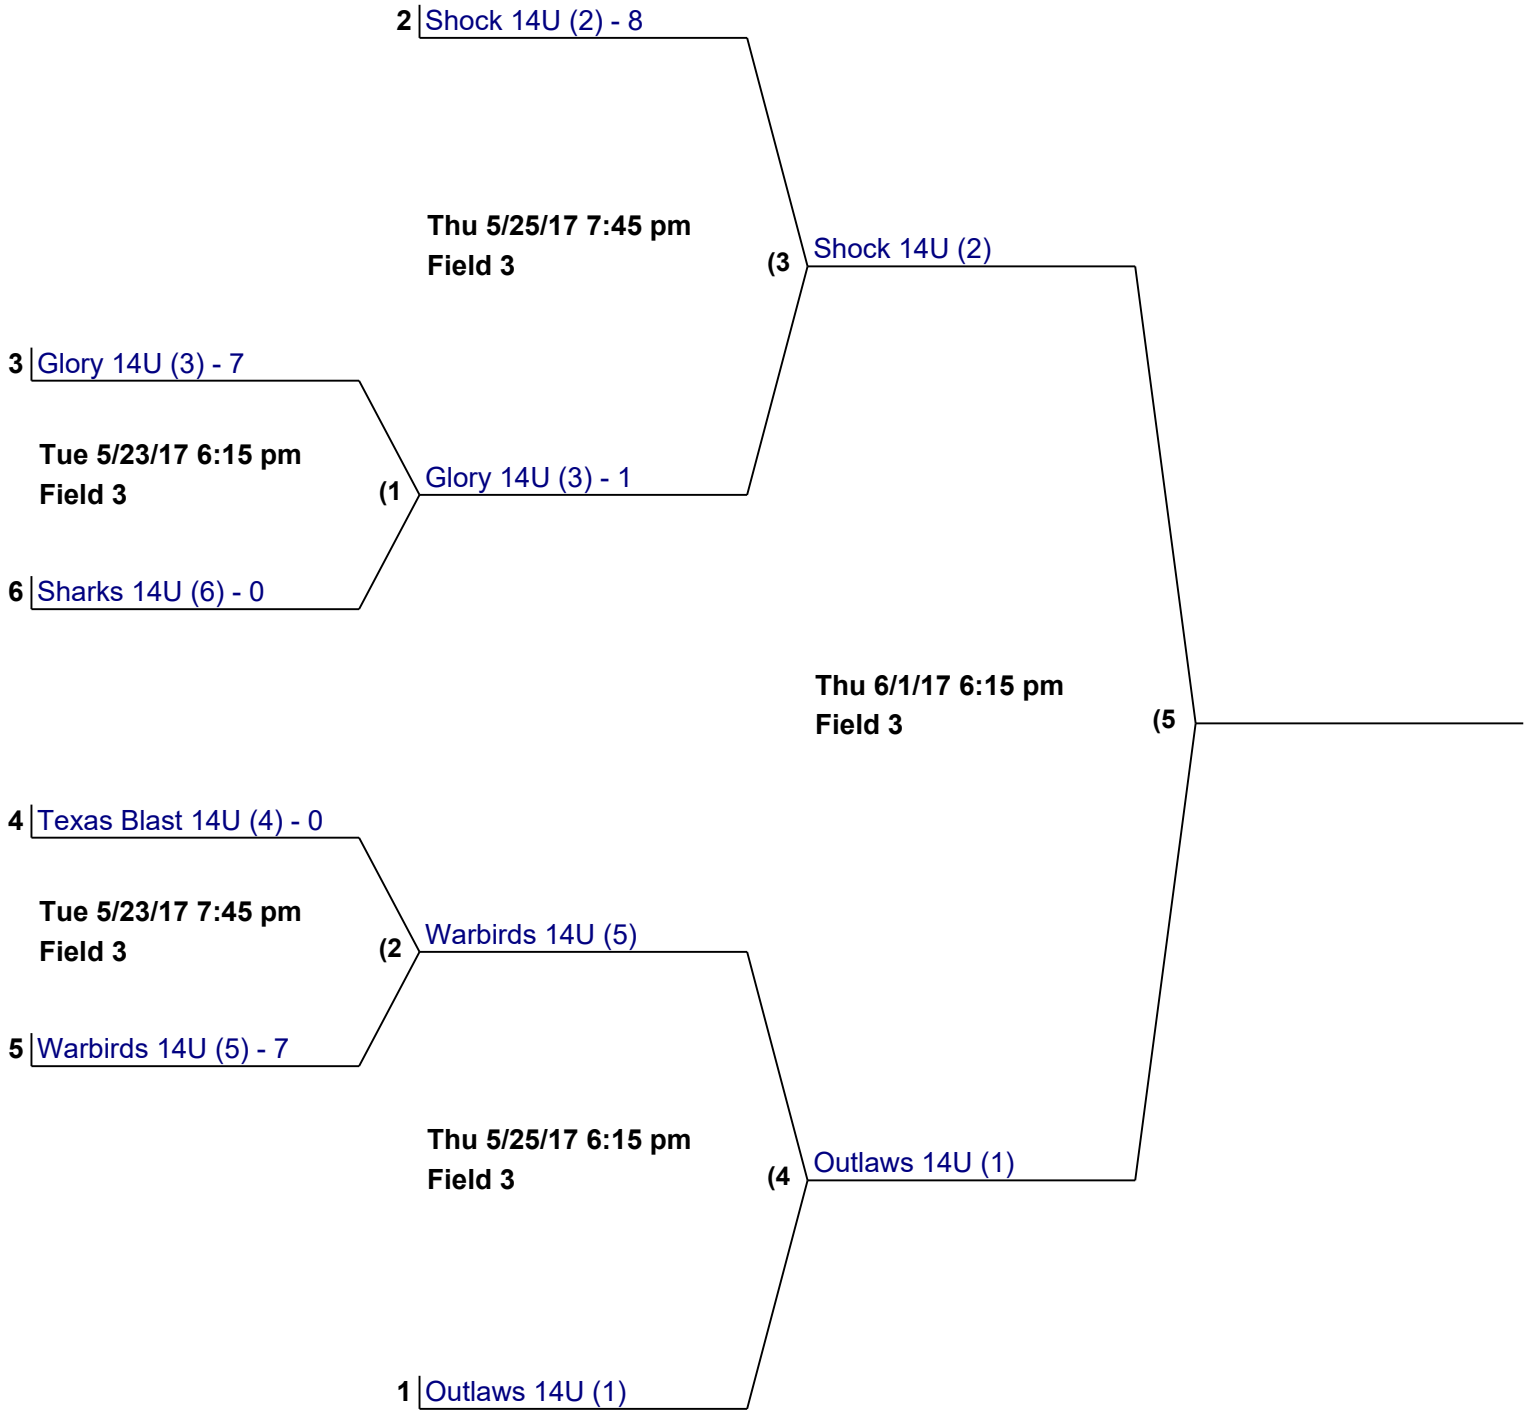 2 Shock 14U (2) - 8
Thu 5/25/17 7:45 pm
Field 3
(3
Shock 14U (2)
3 Glory 14U (3) - 7
Tue 5/23/17 6:15 pm
Field 3
(1
Glory 14U (3) - 1
6 Sharks 14U (6) - 0
Thu 6/1/17 6:15 pm
Field 3
(5
4 Texas Blast 14U (4) - 0
Tue 5/23/17 7:45 pm
Field 3
(2
Warbirds 14U (5)
5 Warbirds 14U (5) - 7
Thu 5/25/17 6:15 pm
Field 3
(4
Outlaws 14U (1)
1 Outlaws 14U (1)